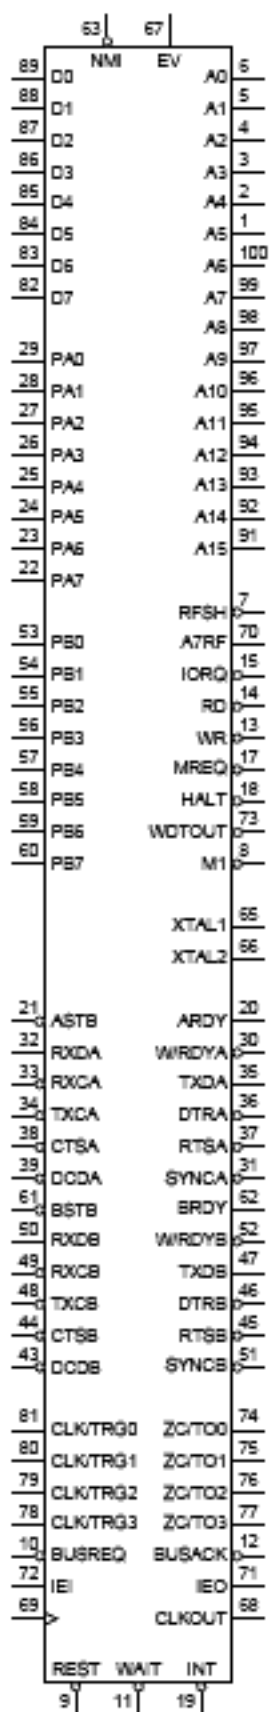 63 67
NMI EV
89 D0 A0 6
88 D1 A1 5
87 D2 A2 4
86 D3 A3 3
85 D4 A4 2
84 D5 A5 1
83 D6 A6 100
82 D7 A7 99
A8 98
29 PA0 A9 97
28 PA1 A10 96
27 PA2 A11 95
26 PA3 A12 94
25 PA4 A13 93
24 PA5 A14 92
23 PA6 A15 91
22 PA7
RFSH 7
53 PB0 A7RF 70
54 PB1 IORQ 15
55 PB2 RD 14
56 PB3 WR 13
57 PB4 MREQ 17
58 PB5 HALT 18
59 PB6 WDTOUT 73
60 PB7 M1 8
XTAL1 65
XTAL2 66
21 ASTB ARDY 20
32 RXDA W/RDYA 30
33 RXCA TXDA 35
34 TXCA DTRA 36
38 CTSA RTSA 37
39 DCDA SYNCA 31
61 BSTB BRDY 62
50 RXDB W/RDYB 52
49 RXCB TXDB 47
48 TXCB DTRB 46
44 CTSB RTSB 45
43 DCDB SYNCB 51
81 CLK/TRG0 ZC/TO0 74
80 CLK/TRG1 ZC/TO1 75
79 CLK/TRG2 ZC/TO2 76
78 CLK/TRG3 ZC/TO3 77
10 BUSREQ BUSACK 12
72 IEI IEO 71
69 CLKOUT 68
REST WAIT INT
9 11 19